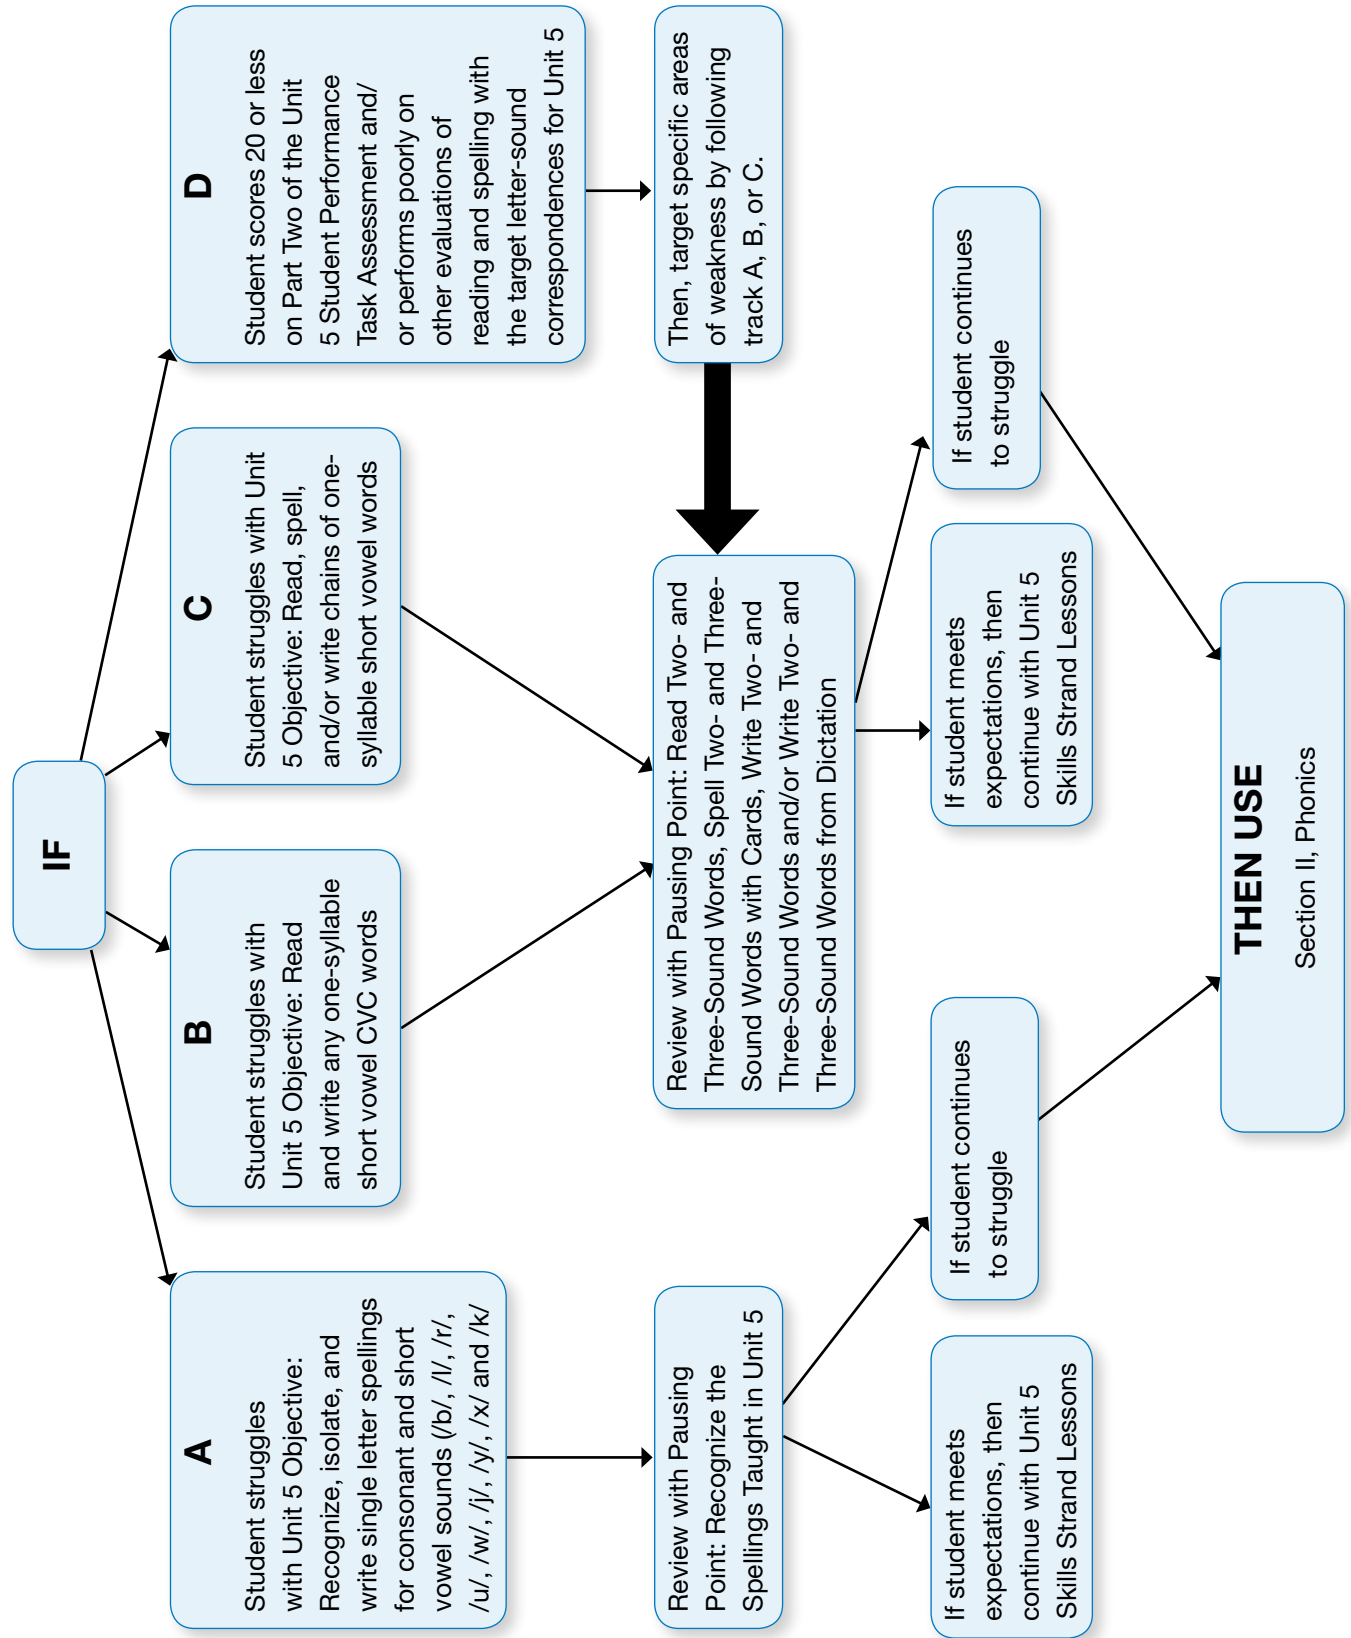 IF
A
Student struggles
with Unit 5 Objective:
Recognize, isolate, and
write single letter spellings
for consonant and short
vowel sounds (/b/, /l/, /r/,
/u/, /w/, /j/, /y/, /x/ and /k/
B
Student struggles with
Unit 5 Objective: Read
and write any one-syllable
short vowel CVC words
C
Student struggles with Unit
5 Objective: Read, spell,
and/or write chains of one-
syllable short vowel words
D
Student scores 20 or less
on Part Two of the Unit
5 Student Performance
Task Assessment and/
or performs poorly on
other evaluations of
reading and spelling with
the target letter-sound
correspondences for Unit 5
Review with Pausing
Point: Recognize the
Spellings Taught in Unit 5
Review with Pausing Point: Read Two- and
Three-Sound Words, Spell Two- and Three-
Sound Words with Cards, Write Two- and
Three-Sound Words and/or Write Two- and
Three-Sound Words from Dictation
Then, target specific areas
of weakness by following
track A, B, or C.
If student meets
expectations, then
continue with Unit 5
Skills Strand Lessons
If student continues
to struggle
If student meets
expectations, then
continue with Unit 5
Skills Strand Lessons
If student continues
to struggle
THEN USE
Section II, Phonics